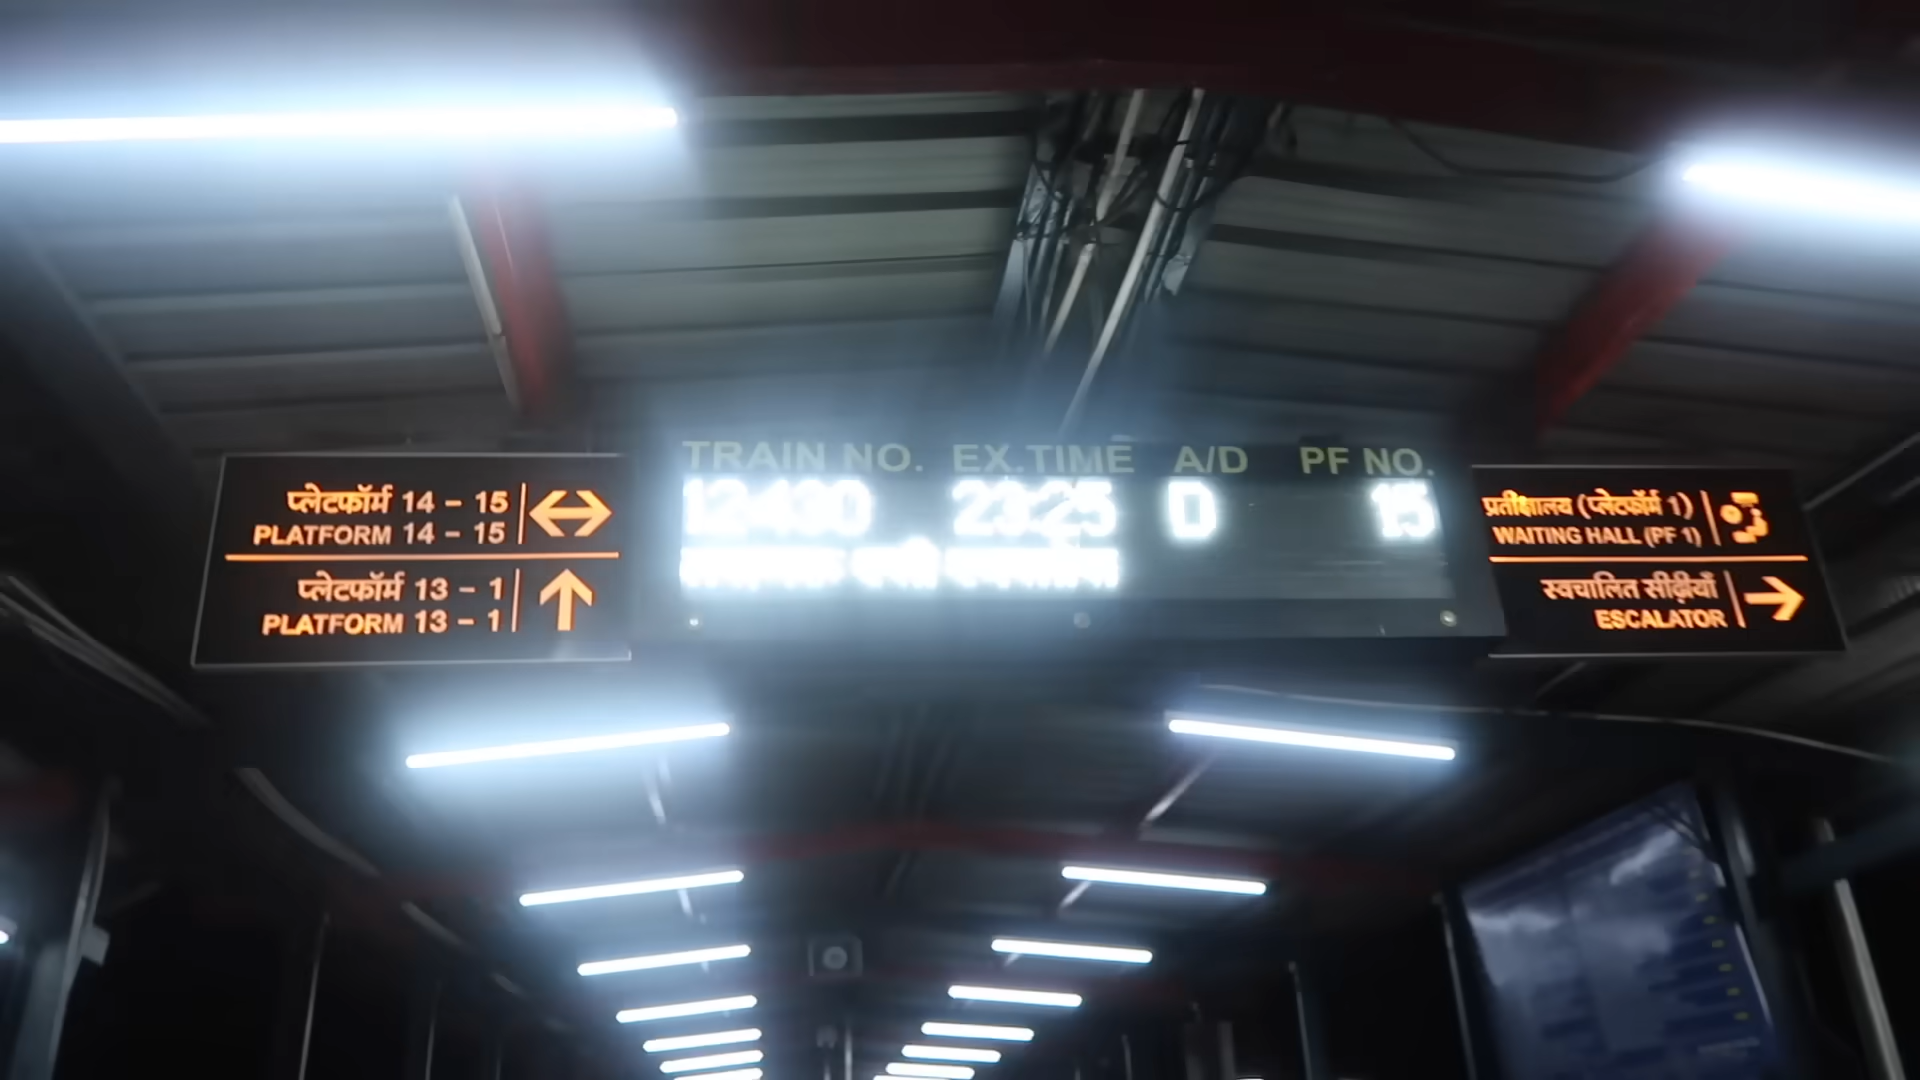 प्लेटफॉर्म 14 - 15
PLATFORM 14 - 15
प्लेटफॉर्म 13 - 1
PLATFORM 13 - 1
TRAIN NO. EX.TIME A/D PF NO.
12430 23:25 D 15
प्रतीक्षालय (प्लेटफॉर्म 1)
WAITING HALL (PF 1)
स्वचालित सीढ़ीयाँ
ESCALATOR